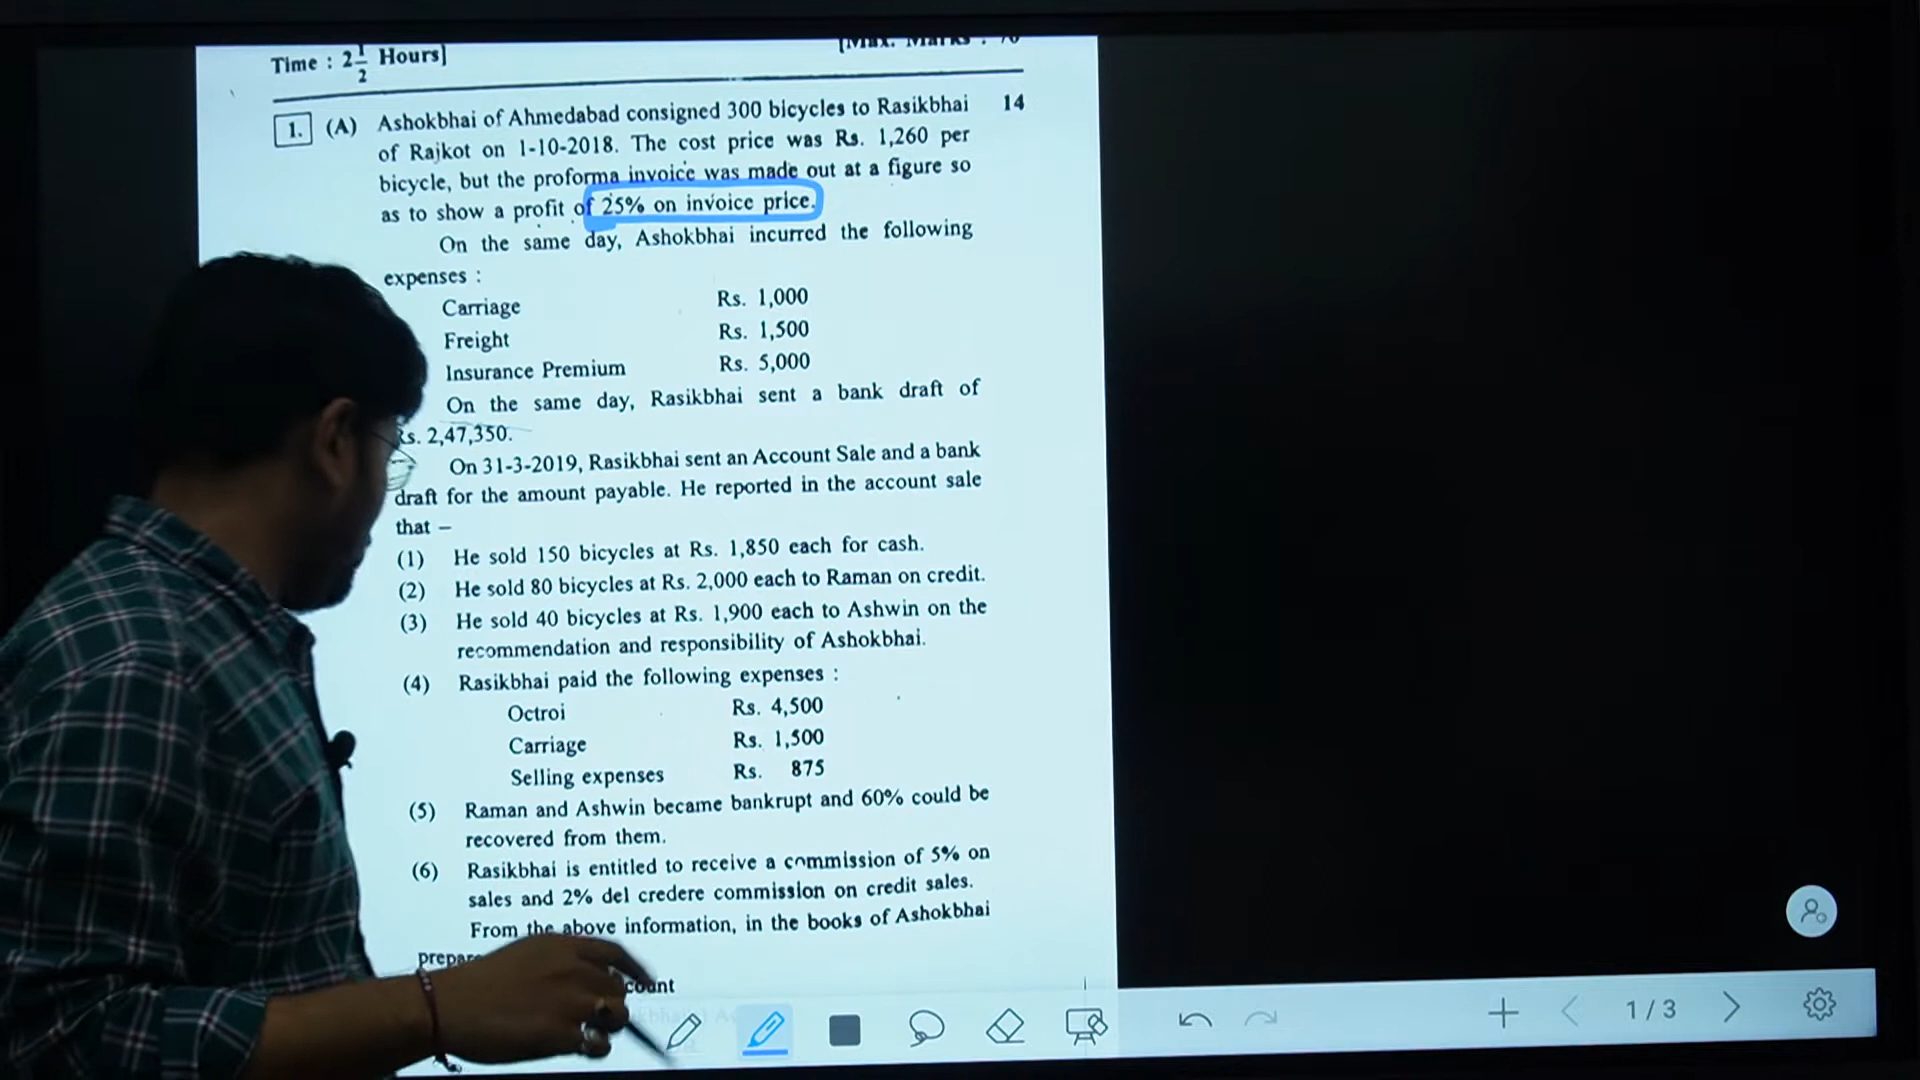 Time : 2 1/2 Hours]
[Max. Marks : 70
1. (A) Ashokbhai of Ahmedabad consigned 300 bicycles to Rasikbhai 14
of Rajkot on 1-10-2018. The cost price was Rs. 1,260 per
bicycle, but the proforma invoice was made out at a figure so
as to show a profit of 25% on invoice price.
On the same day, Ashokbhai incurred the following
expenses :
Carriage Rs. 1,000
Freight Rs. 1,500
Insurance Premium Rs. 5,000
On the same day, Rasikbhai sent a bank draft of
Rs. 2,47,350.
On 31-3-2019, Rasikbhai sent an Account Sale and a bank
draft for the amount payable. He reported in the account sale
that –
(1) He sold 150 bicycles at Rs. 1,850 each for cash.
(2) He sold 80 bicycles at Rs. 2,000 each to Raman on credit.
(3) He sold 40 bicycles at Rs. 1,900 each to Ashwin on the
recommendation and responsibility of Ashokbhai.
(4) Rasikbhai paid the following expenses :
Octroi Rs. 4,500
Carriage Rs. 1,500
Selling expenses Rs. 875
(5) Raman and Ashwin became bankrupt and 60% could be
recovered from them.
(6) Rasikbhai is entitled to receive a commission of 5% on
sales and 2% del credere commission on credit sales.
From the above information, in the books of Ashokbhai
1 / 3